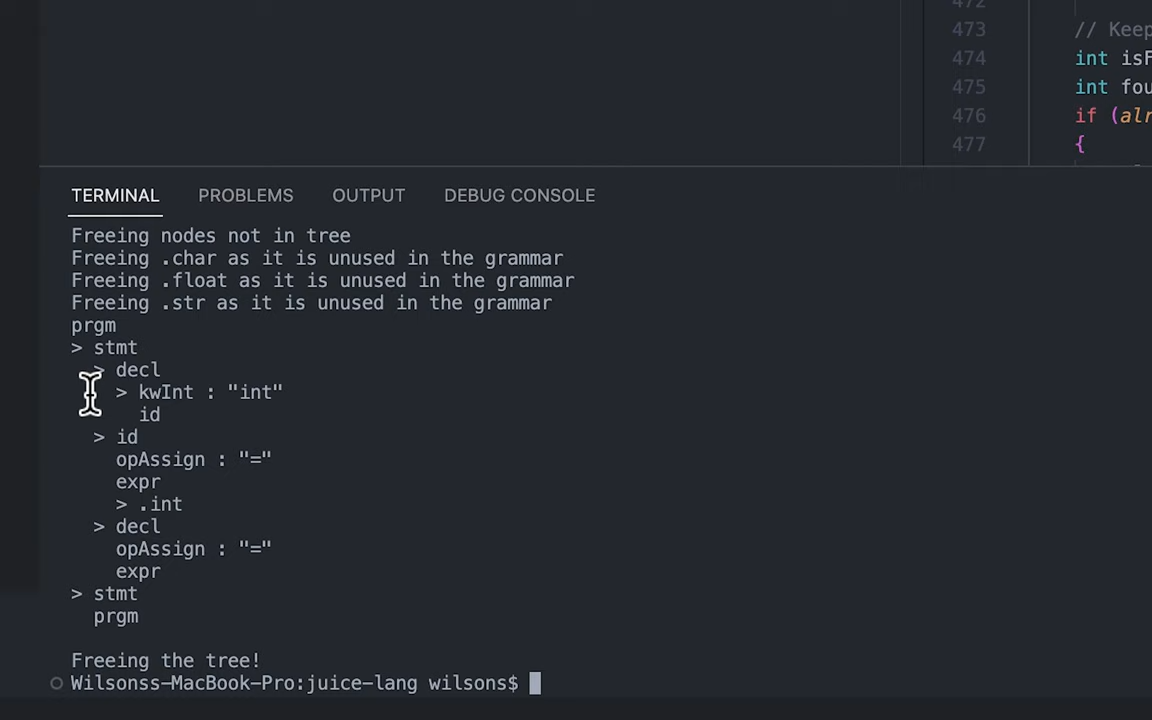 472
473 // Keep
474 int isF
475 int fou
476 if (alr
477 {
TERMINAL PROBLEMS OUTPUT DEBUG CONSOLE
Freeing nodes not in tree
Freeing .char as it is unused in the grammar
Freeing .float as it is unused in the grammar
Freeing .str as it is unused in the grammar
prgm
> stmt
> decl
> kwInt : "int"
id
> id
opAssign : "="
expr
> .int
> decl
opAssign : "="
expr
> stmt
prgm
Freeing the tree!
Wilsonss-MacBook-Pro:juice-lang wilsons$